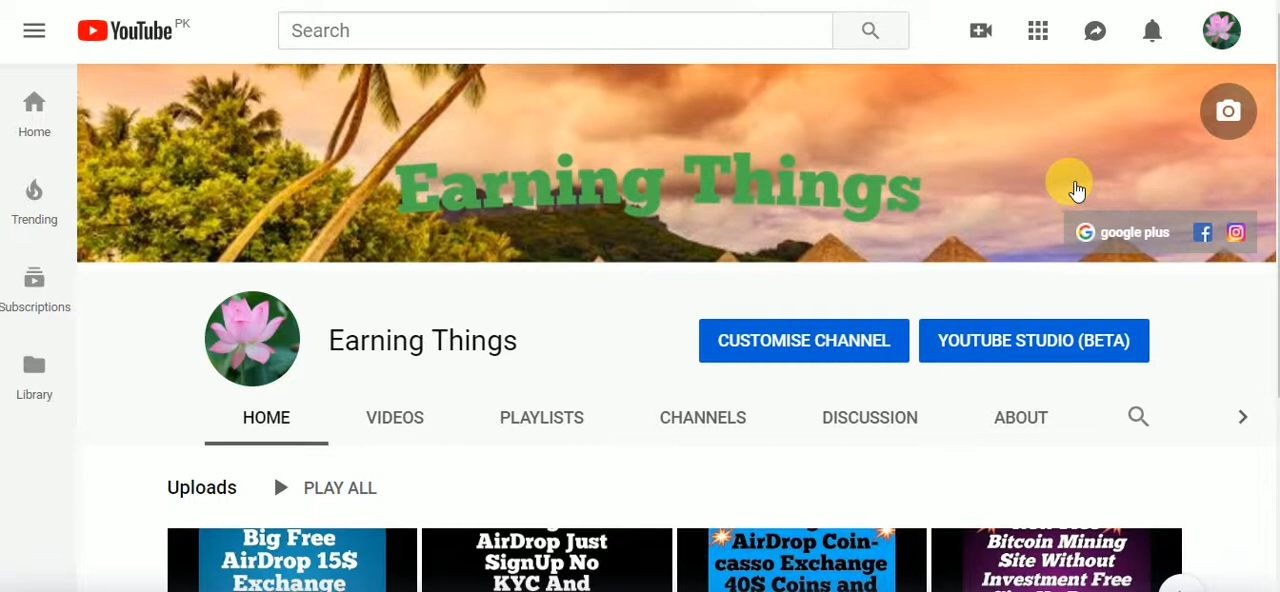 YouTube PK
Search
Home
Trending
Subscriptions
Library
Earning Things
google plus
Earning Things
CUSTOMISE CHANNEL
YOUTUBE STUDIO (BETA)
HOME VIDEOS PLAYLISTS CHANNELS DISCUSSION ABOUT
Uploads PLAY ALL
Big Free
AirDrop 15$
Exchange
AirDrop Just
SignUp No
KYC And
AirDrop Coin-
casso Exchange
40$ Coins and
Bitcoin Mining
Site Without
Investment Free